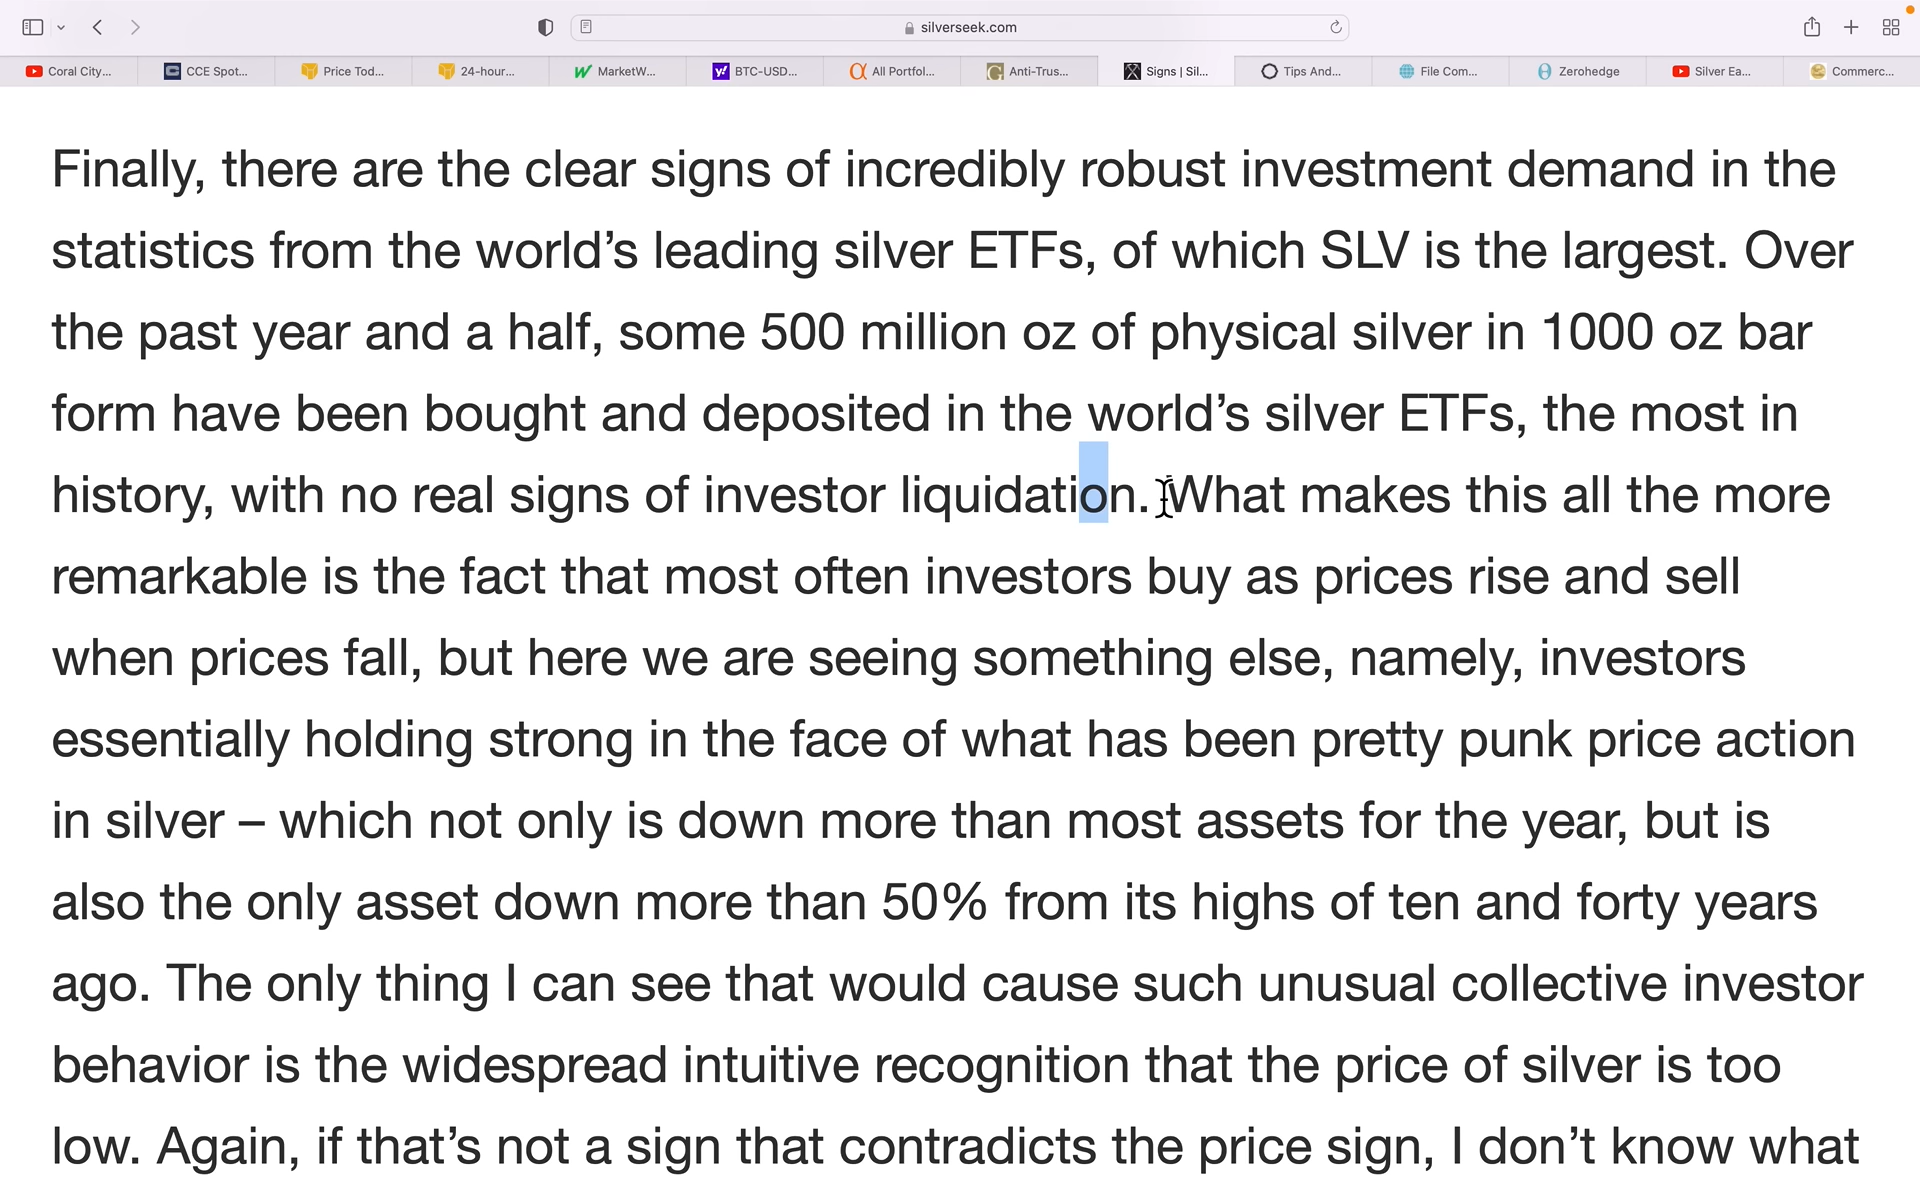 silverseek.com
Coral City...
CCE Spot...
Price Tod...
24-hour...
MarketW...
BTC-USD...
All Portfol...
Anti-Trus...
Signs | Sil...
Tips And...
File Com...
Zerohedge
Silver Ea...
Commerc...
Finally, there are the clear signs of incredibly robust investment demand in the
statistics from the world’s leading silver ETFs, of which SLV is the largest. Over
the past year and a half, some 500 million oz of physical silver in 1000 oz bar
form have been bought and deposited in the world’s silver ETFs, the most in
history, with no real signs of investor liquidation. What makes this all the more
remarkable is the fact that most often investors buy as prices rise and sell
when prices fall, but here we are seeing something else, namely, investors
essentially holding strong in the face of what has been pretty punk price action
in silver – which not only is down more than most assets for the year, but is
also the only asset down more than 50% from its highs of ten and forty years
ago. The only thing I can see that would cause such unusual collective investor
behavior is the widespread intuitive recognition that the price of silver is too
low. Again, if that’s not a sign that contradicts the price sign, I don’t know what